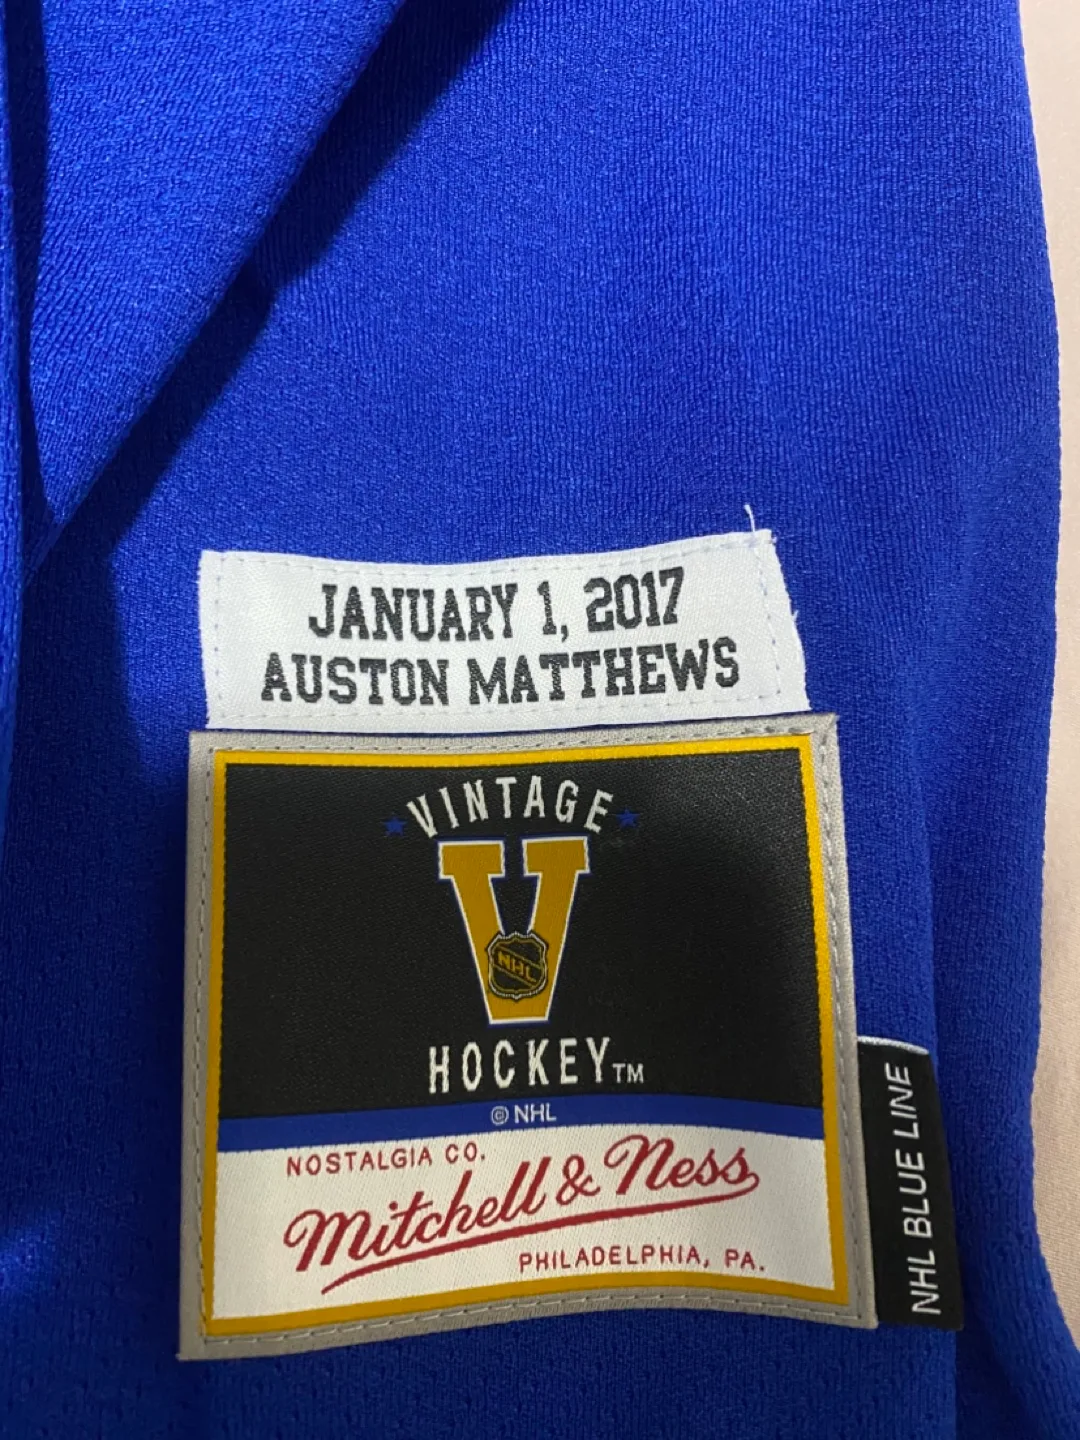 JANUARY 1, 2017
AUSTON MATTHEWS
VINTAGE
V
NHL
HOCKEY™
© NHL
NOSTALGIA CO.
Mitchell & Ness
PHILADELPHIA, PA.
NHL BLUE LINE